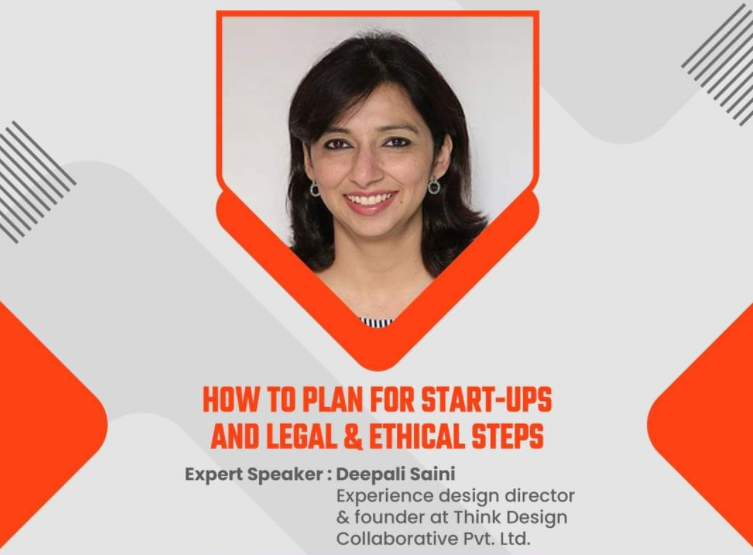 HOW TO PLAN FOR START-UPS
AND LEGAL & ETHICAL STEPS
Expert Speaker : Deepali Saini
Experience design director
& founder at Think Design
Collaborative Pvt. Ltd.